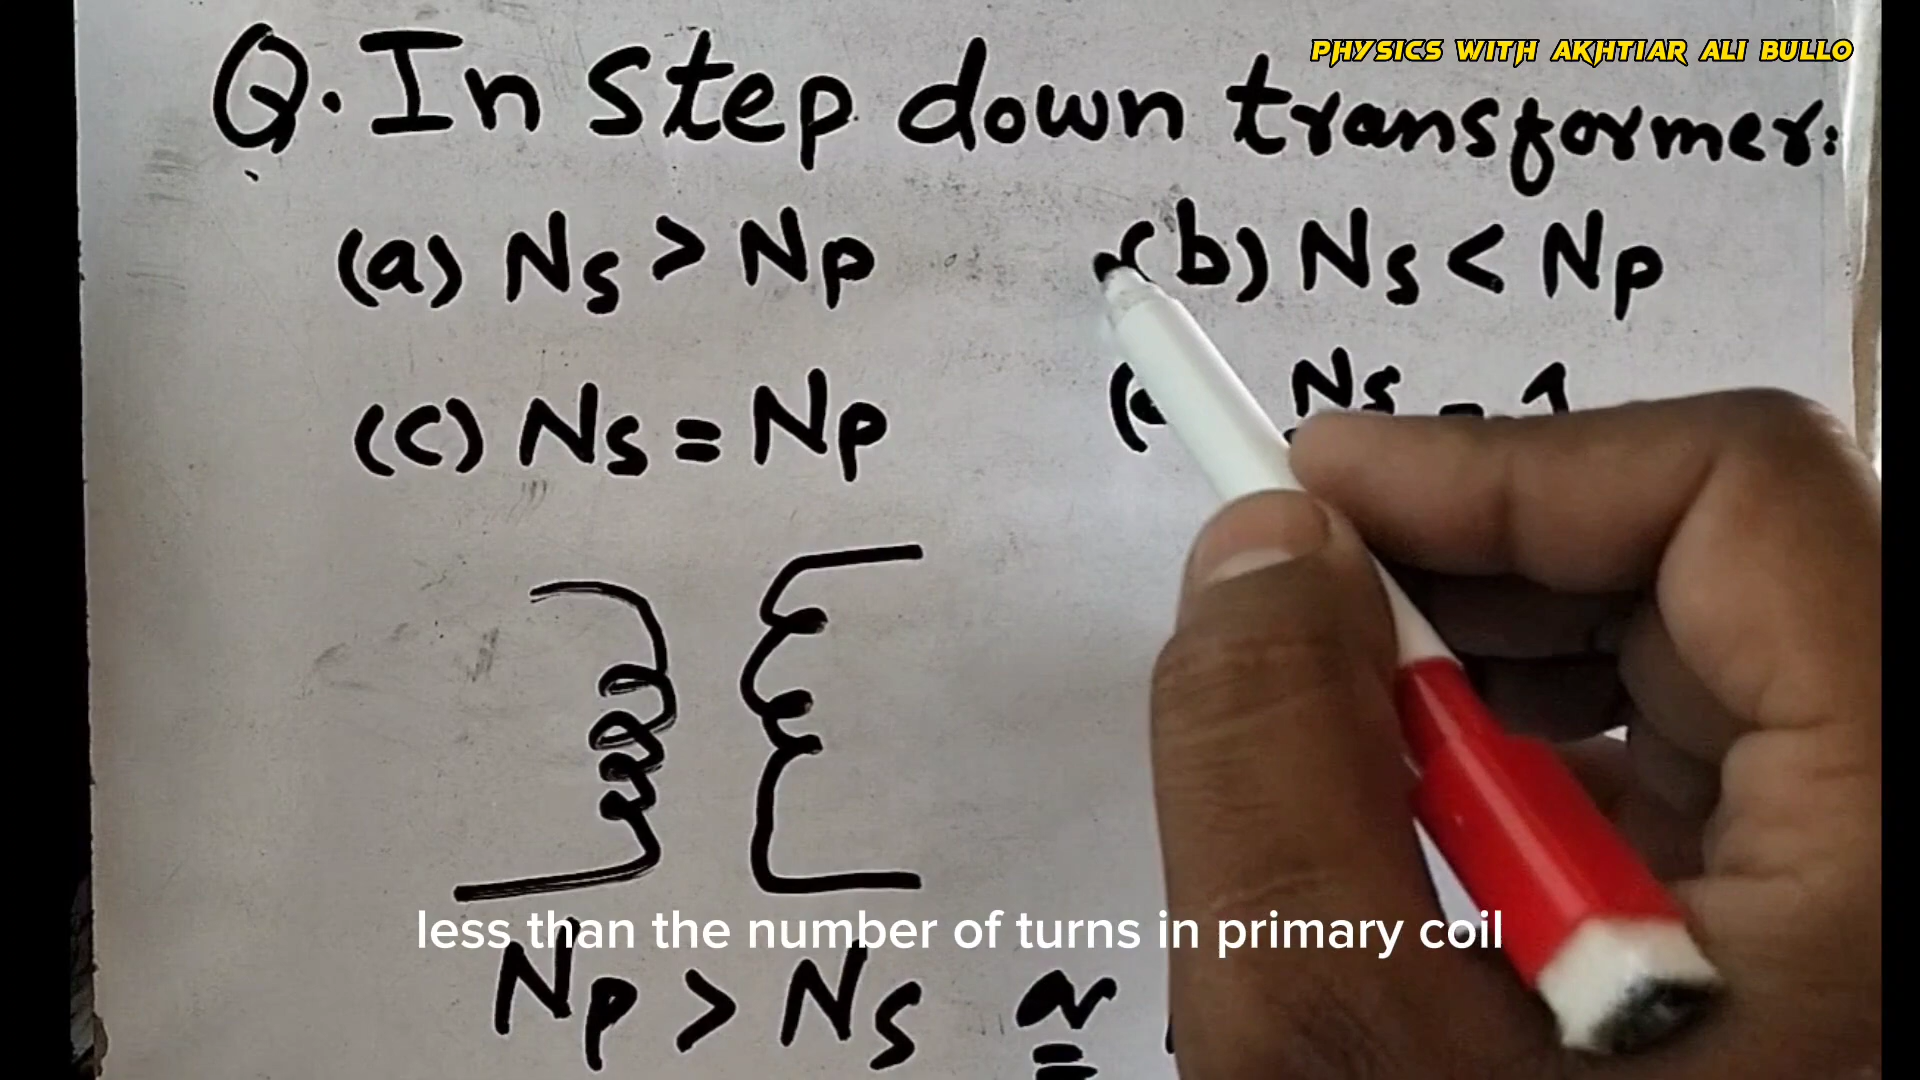 PHYSICS WITH AKHTIAR ALI BULLO
Q. In step down transformer:
(a) Ns > Np
(b) Ns < Np
(c) Ns = Np
Ns
less than the number of turns in primary coil
Np > Ns or